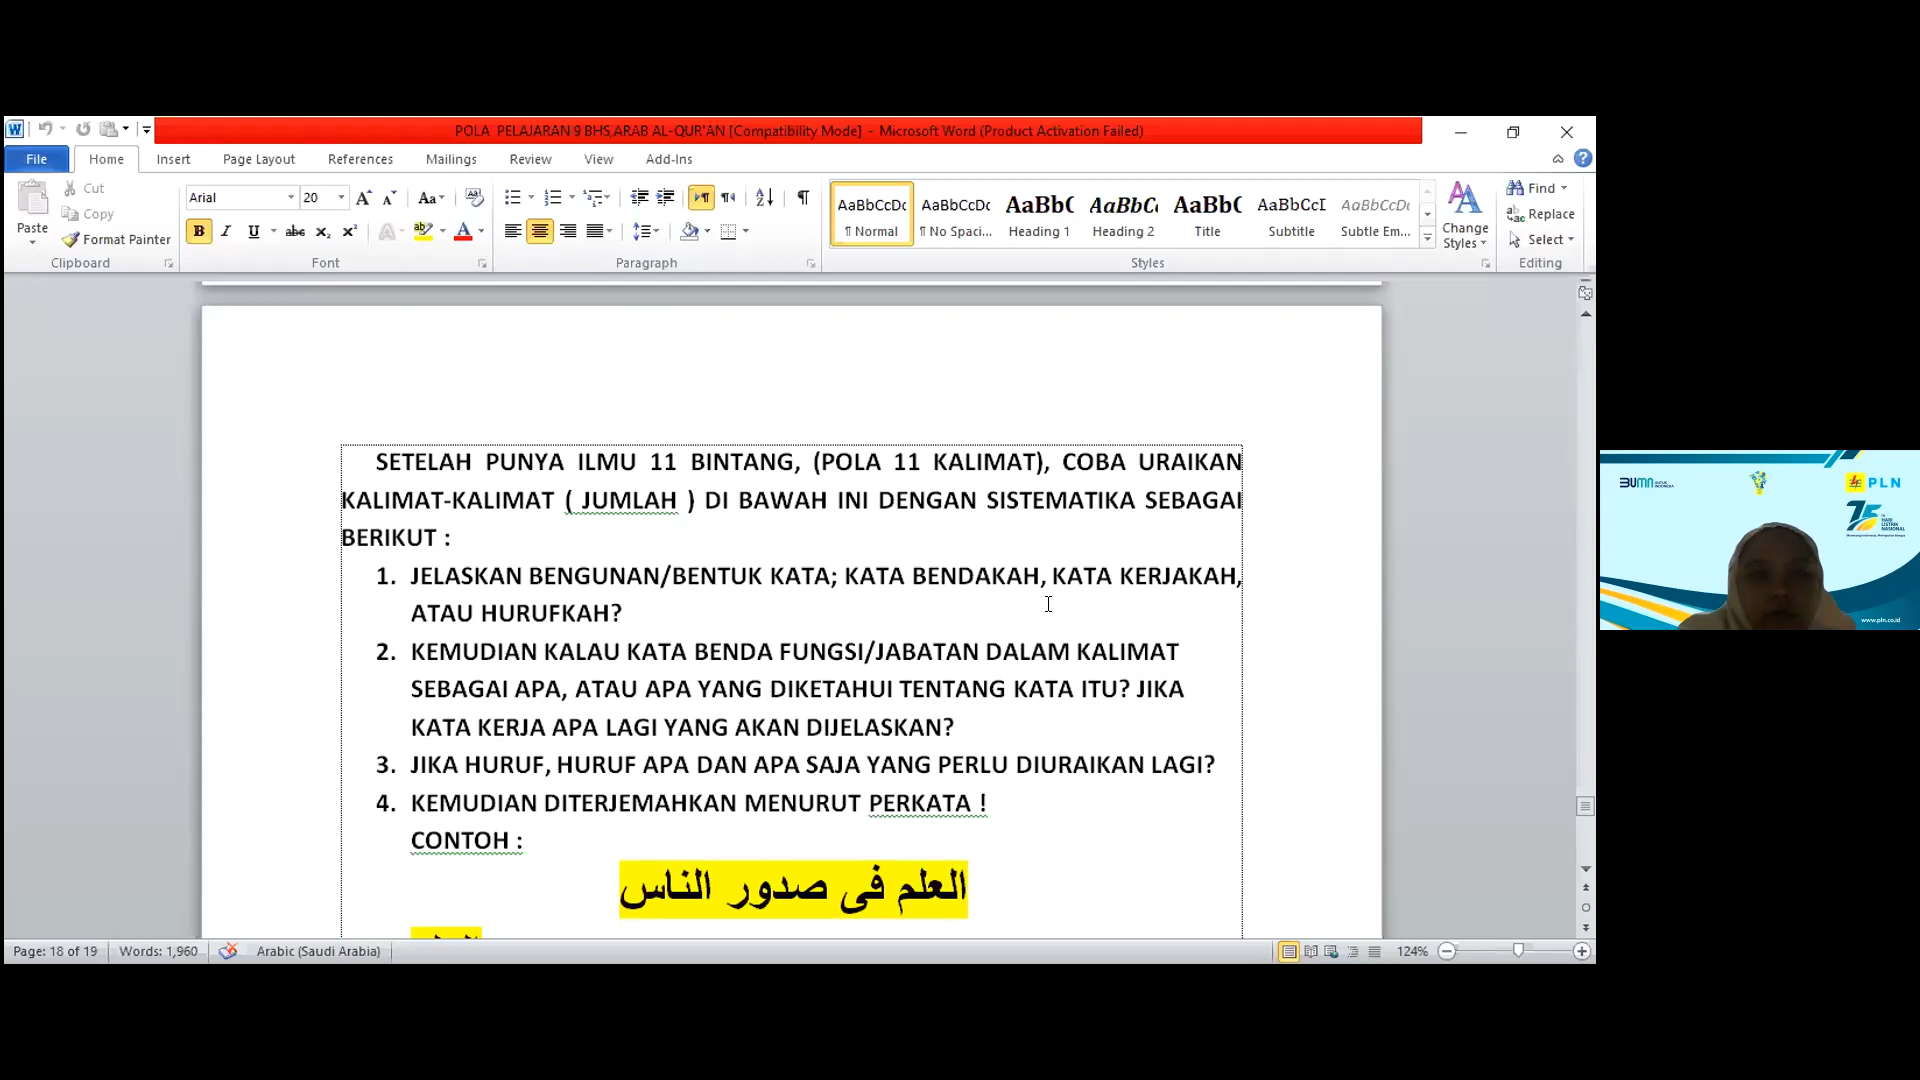 POLA PELAJARAN 9 BHS,ARAB AL-QUR'AN [Compatibility Mode] - Microsoft Word (Product Activation Failed)
File Home Insert Page Layout References Mailings Review View Add-Ins
Paste
Cut
Copy
Format Painter
Clipboard
Arial 20
Font
Paragraph
AaBbCcDc AaBbCcDc AaBbC AaBbC AaBbC AaBbCcI AaBbCcDc
¶ Normal ¶ No Spaci... Heading 1 Heading 2 Title Subtitle Subtle Em...
Styles
Change Styles
Find
Replace
Select
Editing
SETELAH PUNYA ILMU 11 BINTANG, (POLA 11 KALIMAT), COBA URAIKAN
KALIMAT-KALIMAT ( JUMLAH ) DI BAWAH INI DENGAN SISTEMATIKA SEBAGAI
BERIKUT :
1. JELASKAN BENGUNAN/BENTUK KATA; KATA BENDAKAH, KATA KERJAKAH,
ATAU HURUFKAH?
2. KEMUDIAN KALAU KATA BENDA FUNGSI/JABATAN DALAM KALIMAT
SEBAGAI APA, ATAU APA YANG DIKETAHUI TENTANG KATA ITU? JIKA
KATA KERJA APA LAGI YANG AKAN DIJELASKAN?
3. JIKA HURUF, HURUF APA DAN APA SAJA YANG PERLU DIURAIKAN LAGI?
4. KEMUDIAN DITERJEMAHKAN MENURUT PERKATA !
CONTOH :
العلم فى صدور الناس
Page: 18 of 19 Words: 1,960 Arabic (Saudi Arabia) 124%
BUMN
PLN
75
HARI LISTRIK NASIONAL
www.pln.co.id